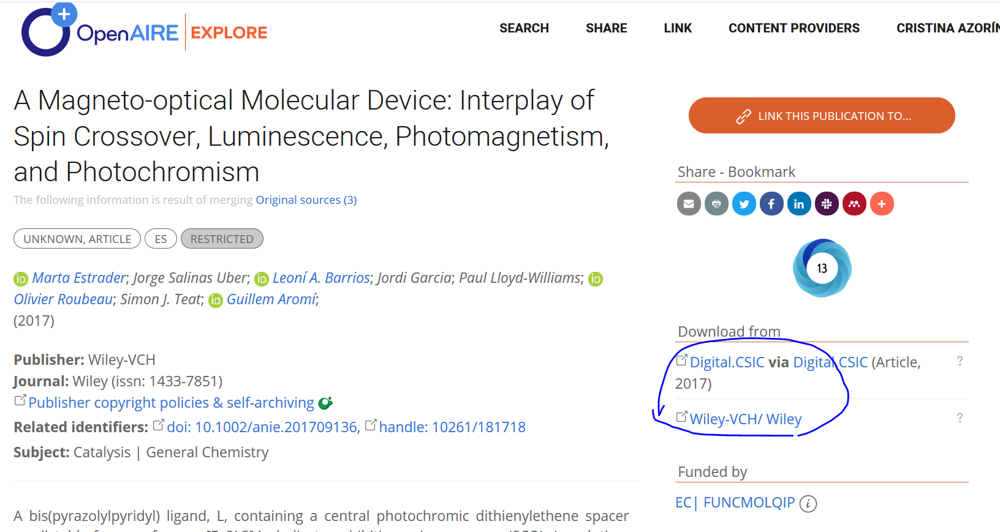 OpenAIRE | EXPLORE
SEARCH SHARE LINK CONTENT PROVIDERS CRISTINA AZORÍN
A Magneto-optical Molecular Device: Interplay of
Spin Crossover, Luminescence, Photomagnetism,
and Photochromism
The following information is result of merging Original sources (3)
UNKNOWN, ARTICLE ES RESTRICTED
iD Marta Estrader; Jorge Salinas Uber; iD Leoní A. Barrios; Jordi Garcia; Paul Lloyd-Williams; iD
Olivier Roubeau; Simon J. Teat; iD Guillem Aromí;
(2017)
Publisher: Wiley-VCH
Journal: Wiley (issn: 1433-7851)
Publisher copyright policies & self-archiving
Related identifiers: doi: 10.1002/anie.201709136, handle: 10261/181718
Subject: Catalysis | General Chemistry
A bis(pyrazolylpyridyl) ligand, L, containing a central photochromic dithienylethene spacer
LINK THIS PUBLICATION TO...
Share - Bookmark
13
Download from
Digital.CSIC via Digital.CSIC (Article, ?
2017)
Wiley-VCH/ Wiley ?
Funded by
EC| FUNCMOLQIP i